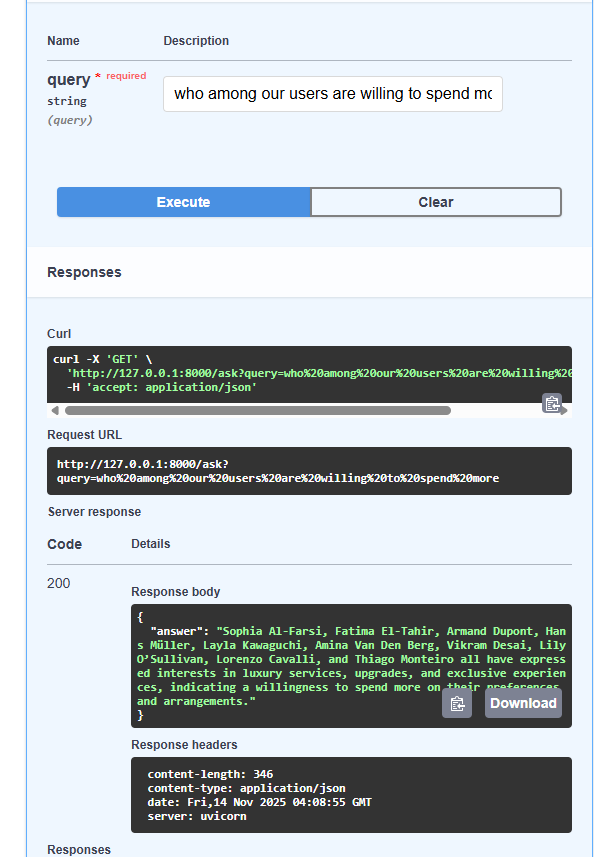 Name Description
query * required
string
(query)
who among our users are willing to spend mo
Execute Clear
Responses
Curl
curl -X 'GET' \
'http://127.0.0.1:8000/ask?query=who%20among%20our%20users%20are%20willing%20
-H 'accept: application/json'
Request URL
http://127.0.0.1:8000/ask?
query=who%20among%20our%20users%20are%20willing%20to%20spend%20more
Server response
Code Details
200
Response body
{
"answer": "Sophia Al-Farsi, Fatima El-Tahir, Armand Dupont, Han
s Müller, Layla Kawaguchi, Amina Van Den Berg, Vikram Desai, Lily
O’Sullivan, Lorenzo Cavalli, and Thiago Monteiro all have express
ed interests in luxury services, upgrades, and exclusive experien
ces, indicating a willingness to spend more on their preferences
and arrangements."
}
Download
Response headers
content-length: 346
content-type: application/json
date: Fri,14 Nov 2025 04:08:55 GMT
server: uvicorn
Responses